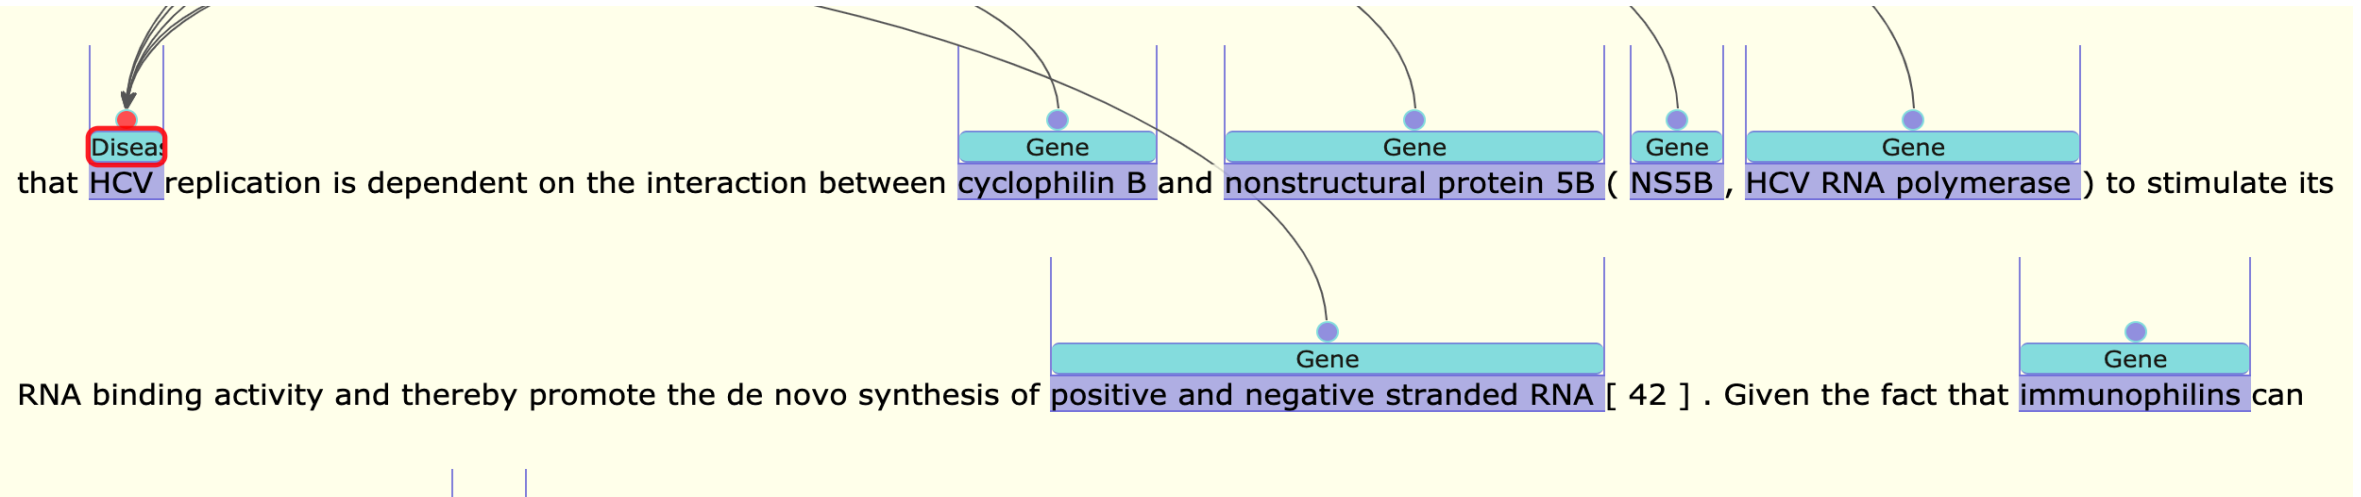 Diseas Gene Gene Gene Gene
that HCV replication is dependent on the interaction between cyclophilin B and nonstructural protein 5B ( NS5B , HCV RNA polymerase ) to stimulate its
Gene Gene
RNA binding activity and thereby promote the de novo synthesis of positive and negative stranded RNA [ 42 ] . Given the fact that immunophilins can